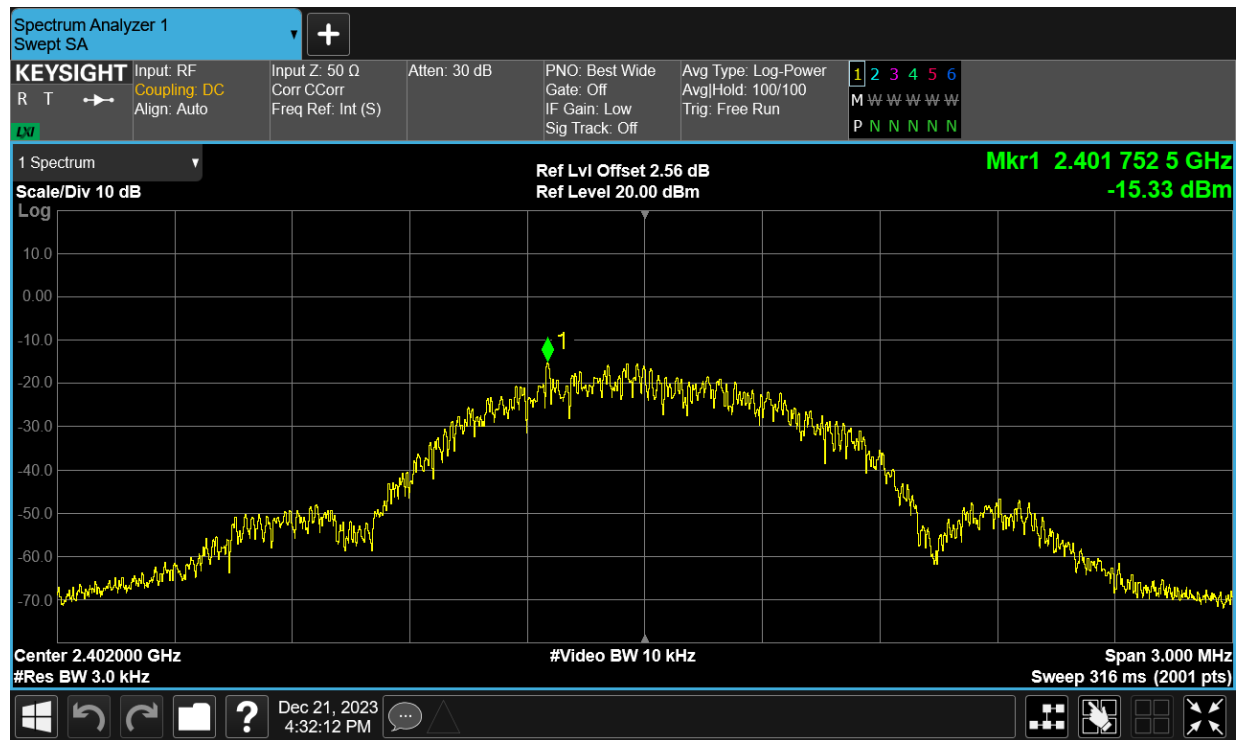 Spectrum Analyzer 1
Swept SA
KEYSIGHT
R T
LXI
Input: RF
Coupling: DC
Align: Auto
Input Z: 50 Ω
Corr CCorr
Freq Ref: Int (S)
Atten: 30 dB
PNO: Best Wide
Gate: Off
IF Gain: Low
Sig Track: Off
Avg Type: Log-Power
Avg|Hold: 100/100
Trig: Free Run
1 2 3 4 5 6
M W W W W W W
P N N N N N N
1 Spectrum
Scale/Div 10 dB
Ref Lvl Offset 2.56 dB
Ref Level 20.00 dBm
Mkr1 2.401 752 5 GHz
-15.33 dBm
Log
10.0
0.00
-10.0
1
-20.0
-30.0
-40.0
-50.0
-60.0
-70.0
Center 2.402000 GHz
#Res BW 3.0 kHz
#Video BW 10 kHz
Span 3.000 MHz
Sweep 316 ms (2001 pts)
?
Dec 21, 2023
4:32:12 PM